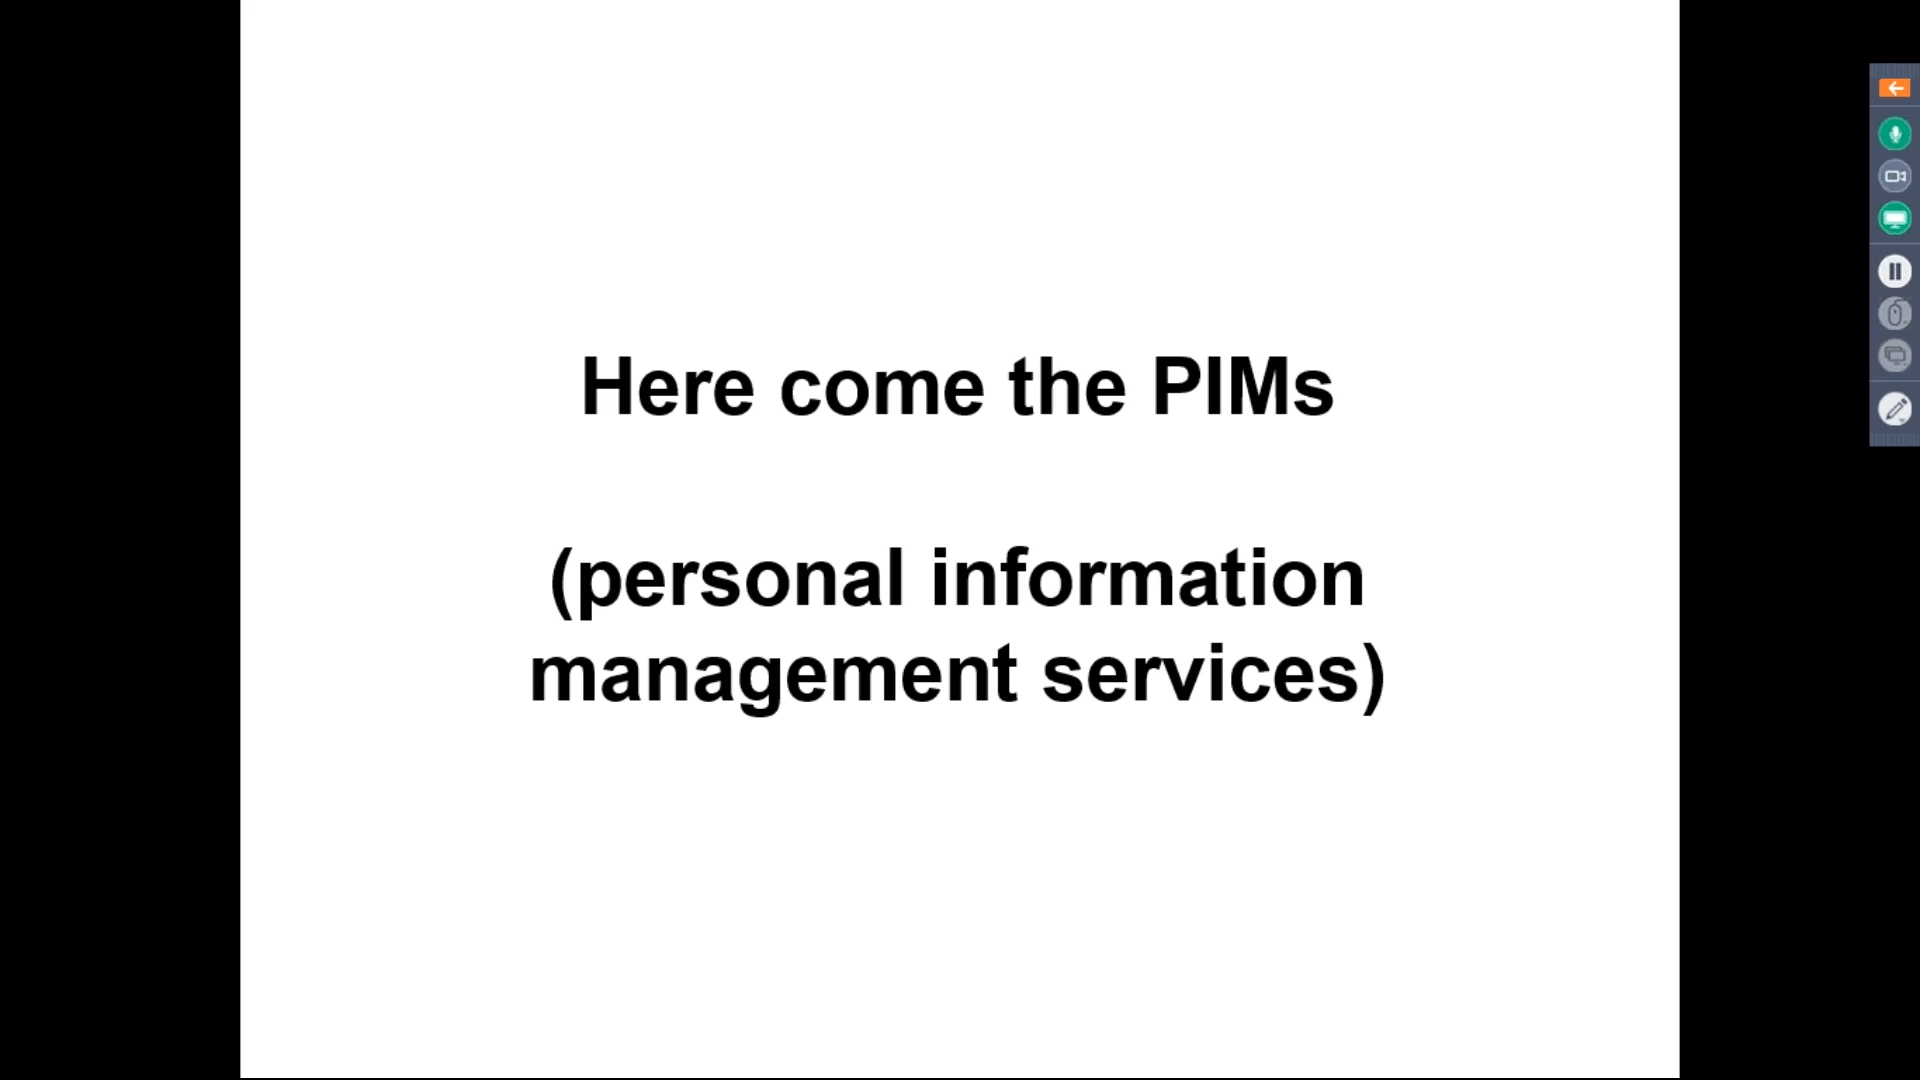 Here come the PIMs
(personal information
management services)